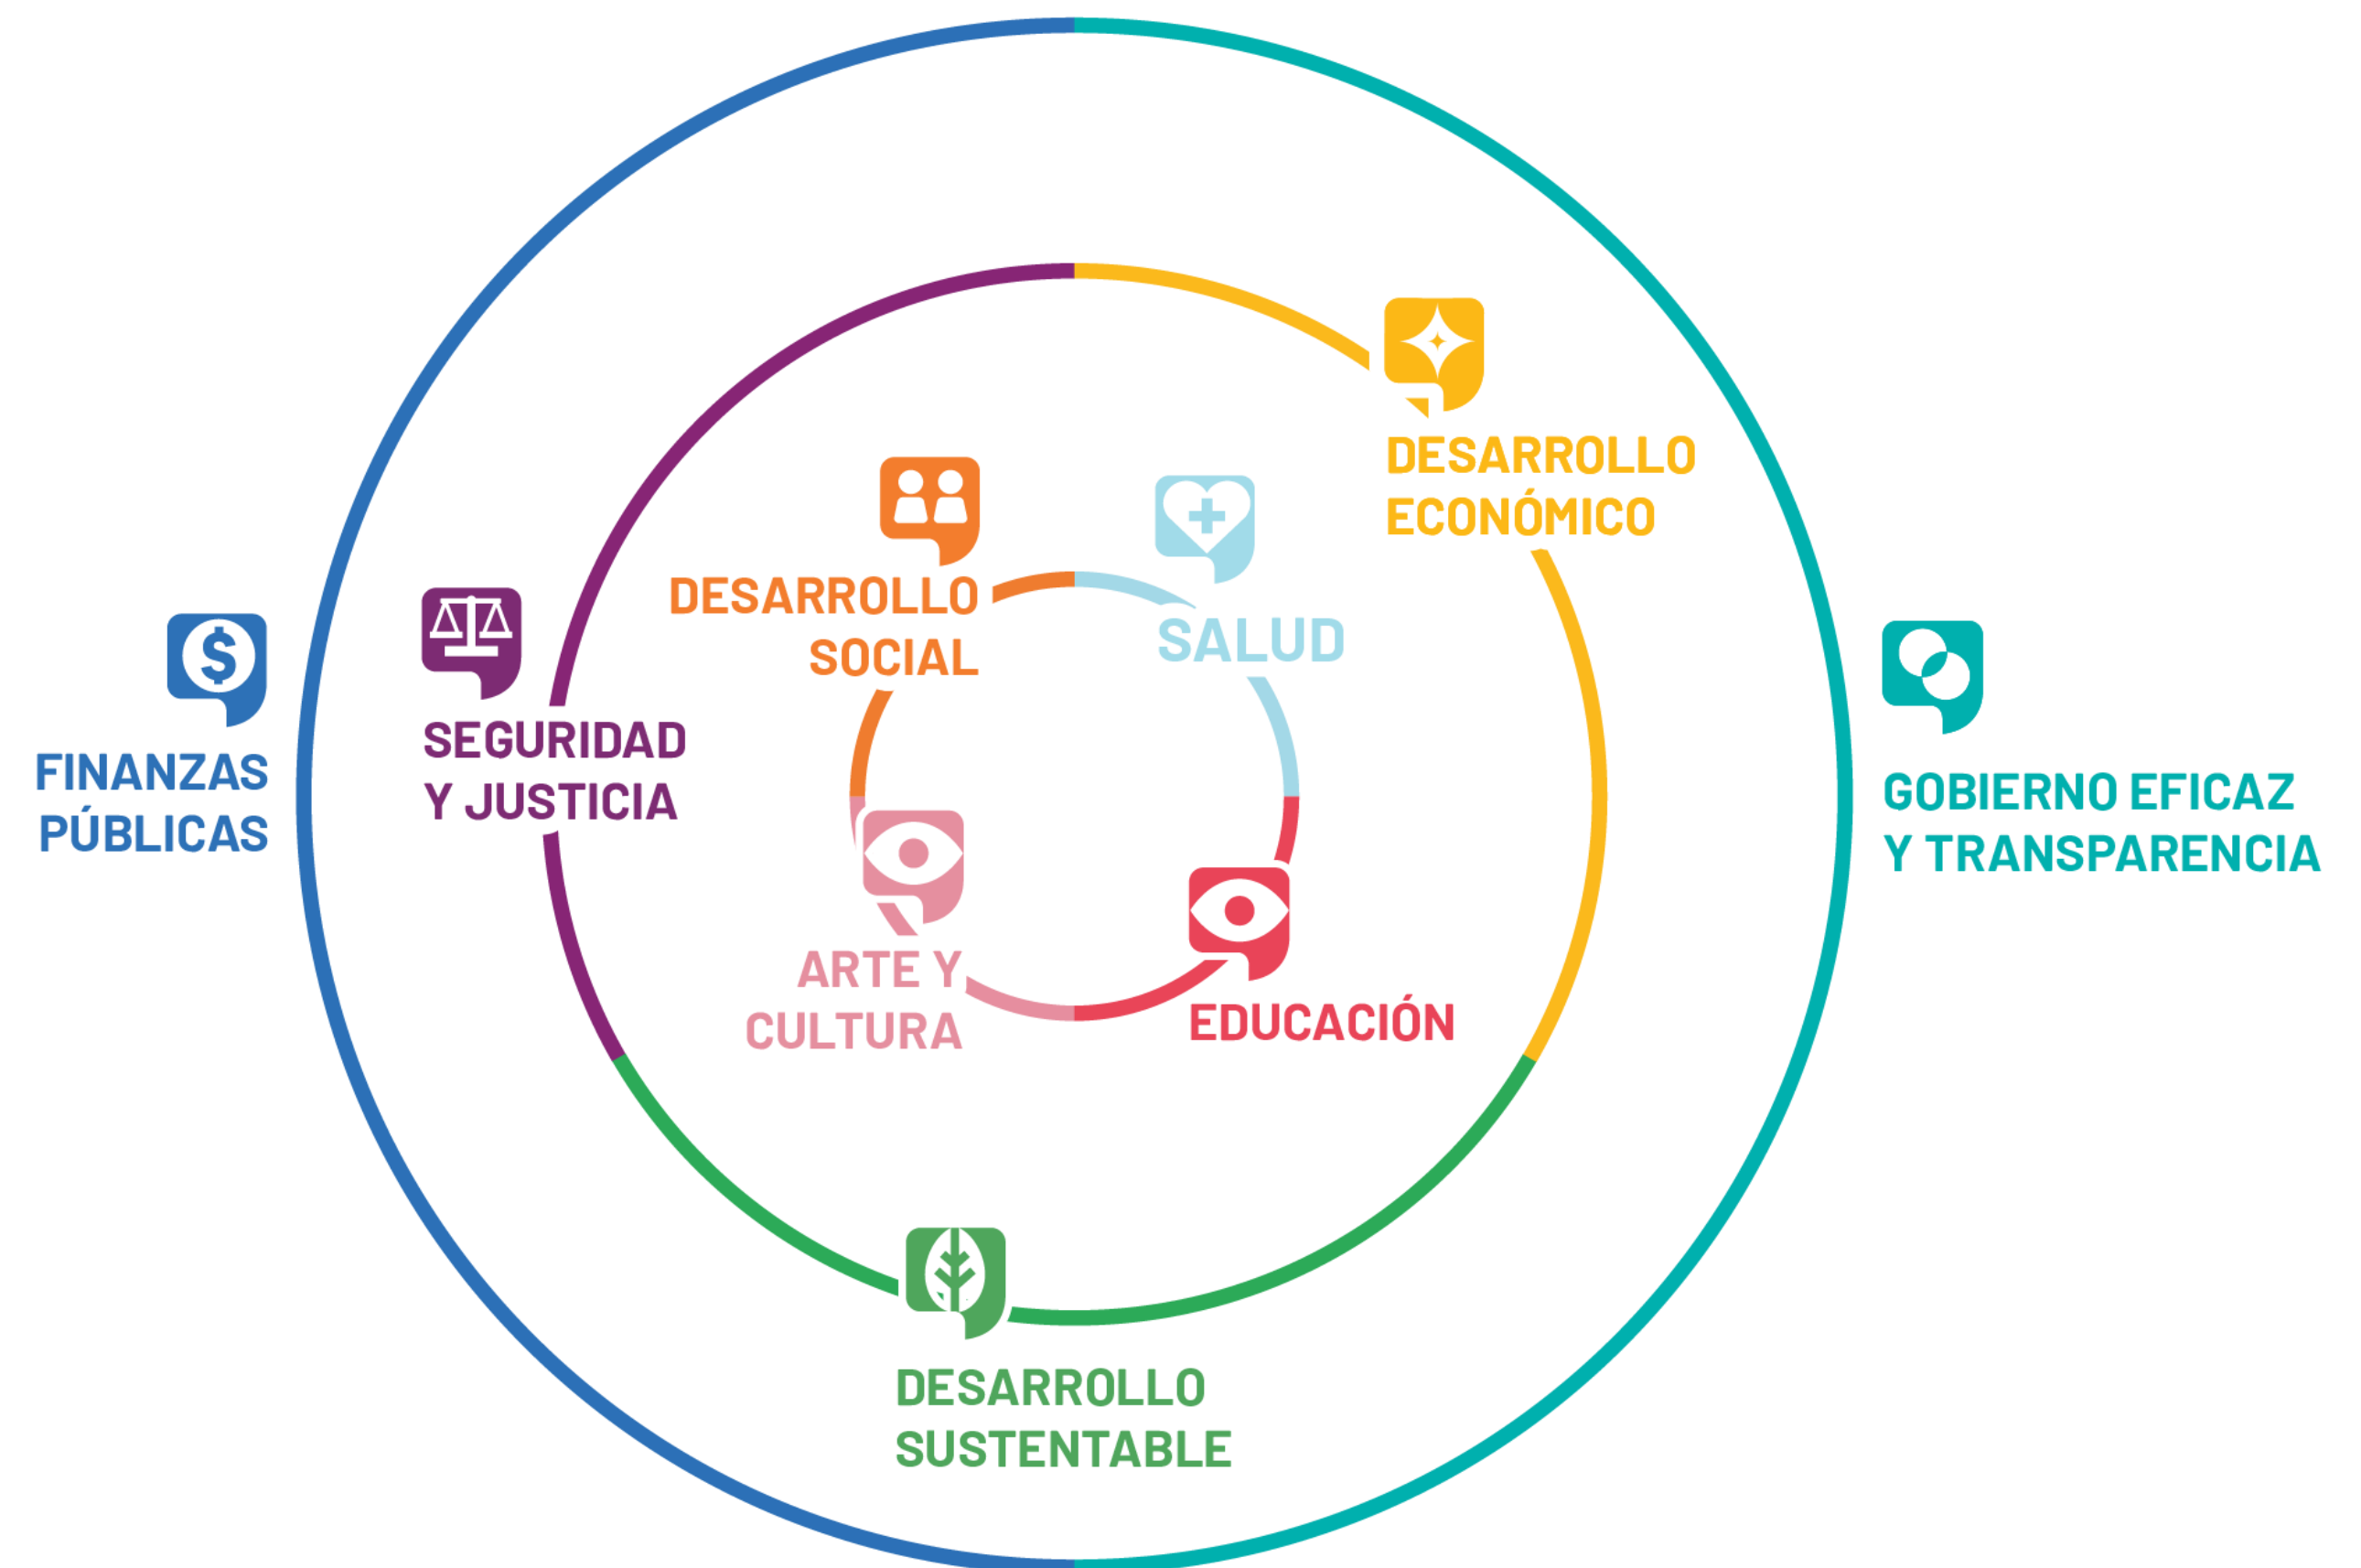 DESARROLLO
ECONÓMICO
DESARROLLO
SOCIAL
SALUD
SEGURIDAD
Y JUSTICIA
FINANZAS
PÚBLICAS
GOBIERNO EFICAZ
Y TRANSPARENCIA
ARTE Y
CULTURA
EDUCACIÓN
DESARROLLO
SUSTENTABLE